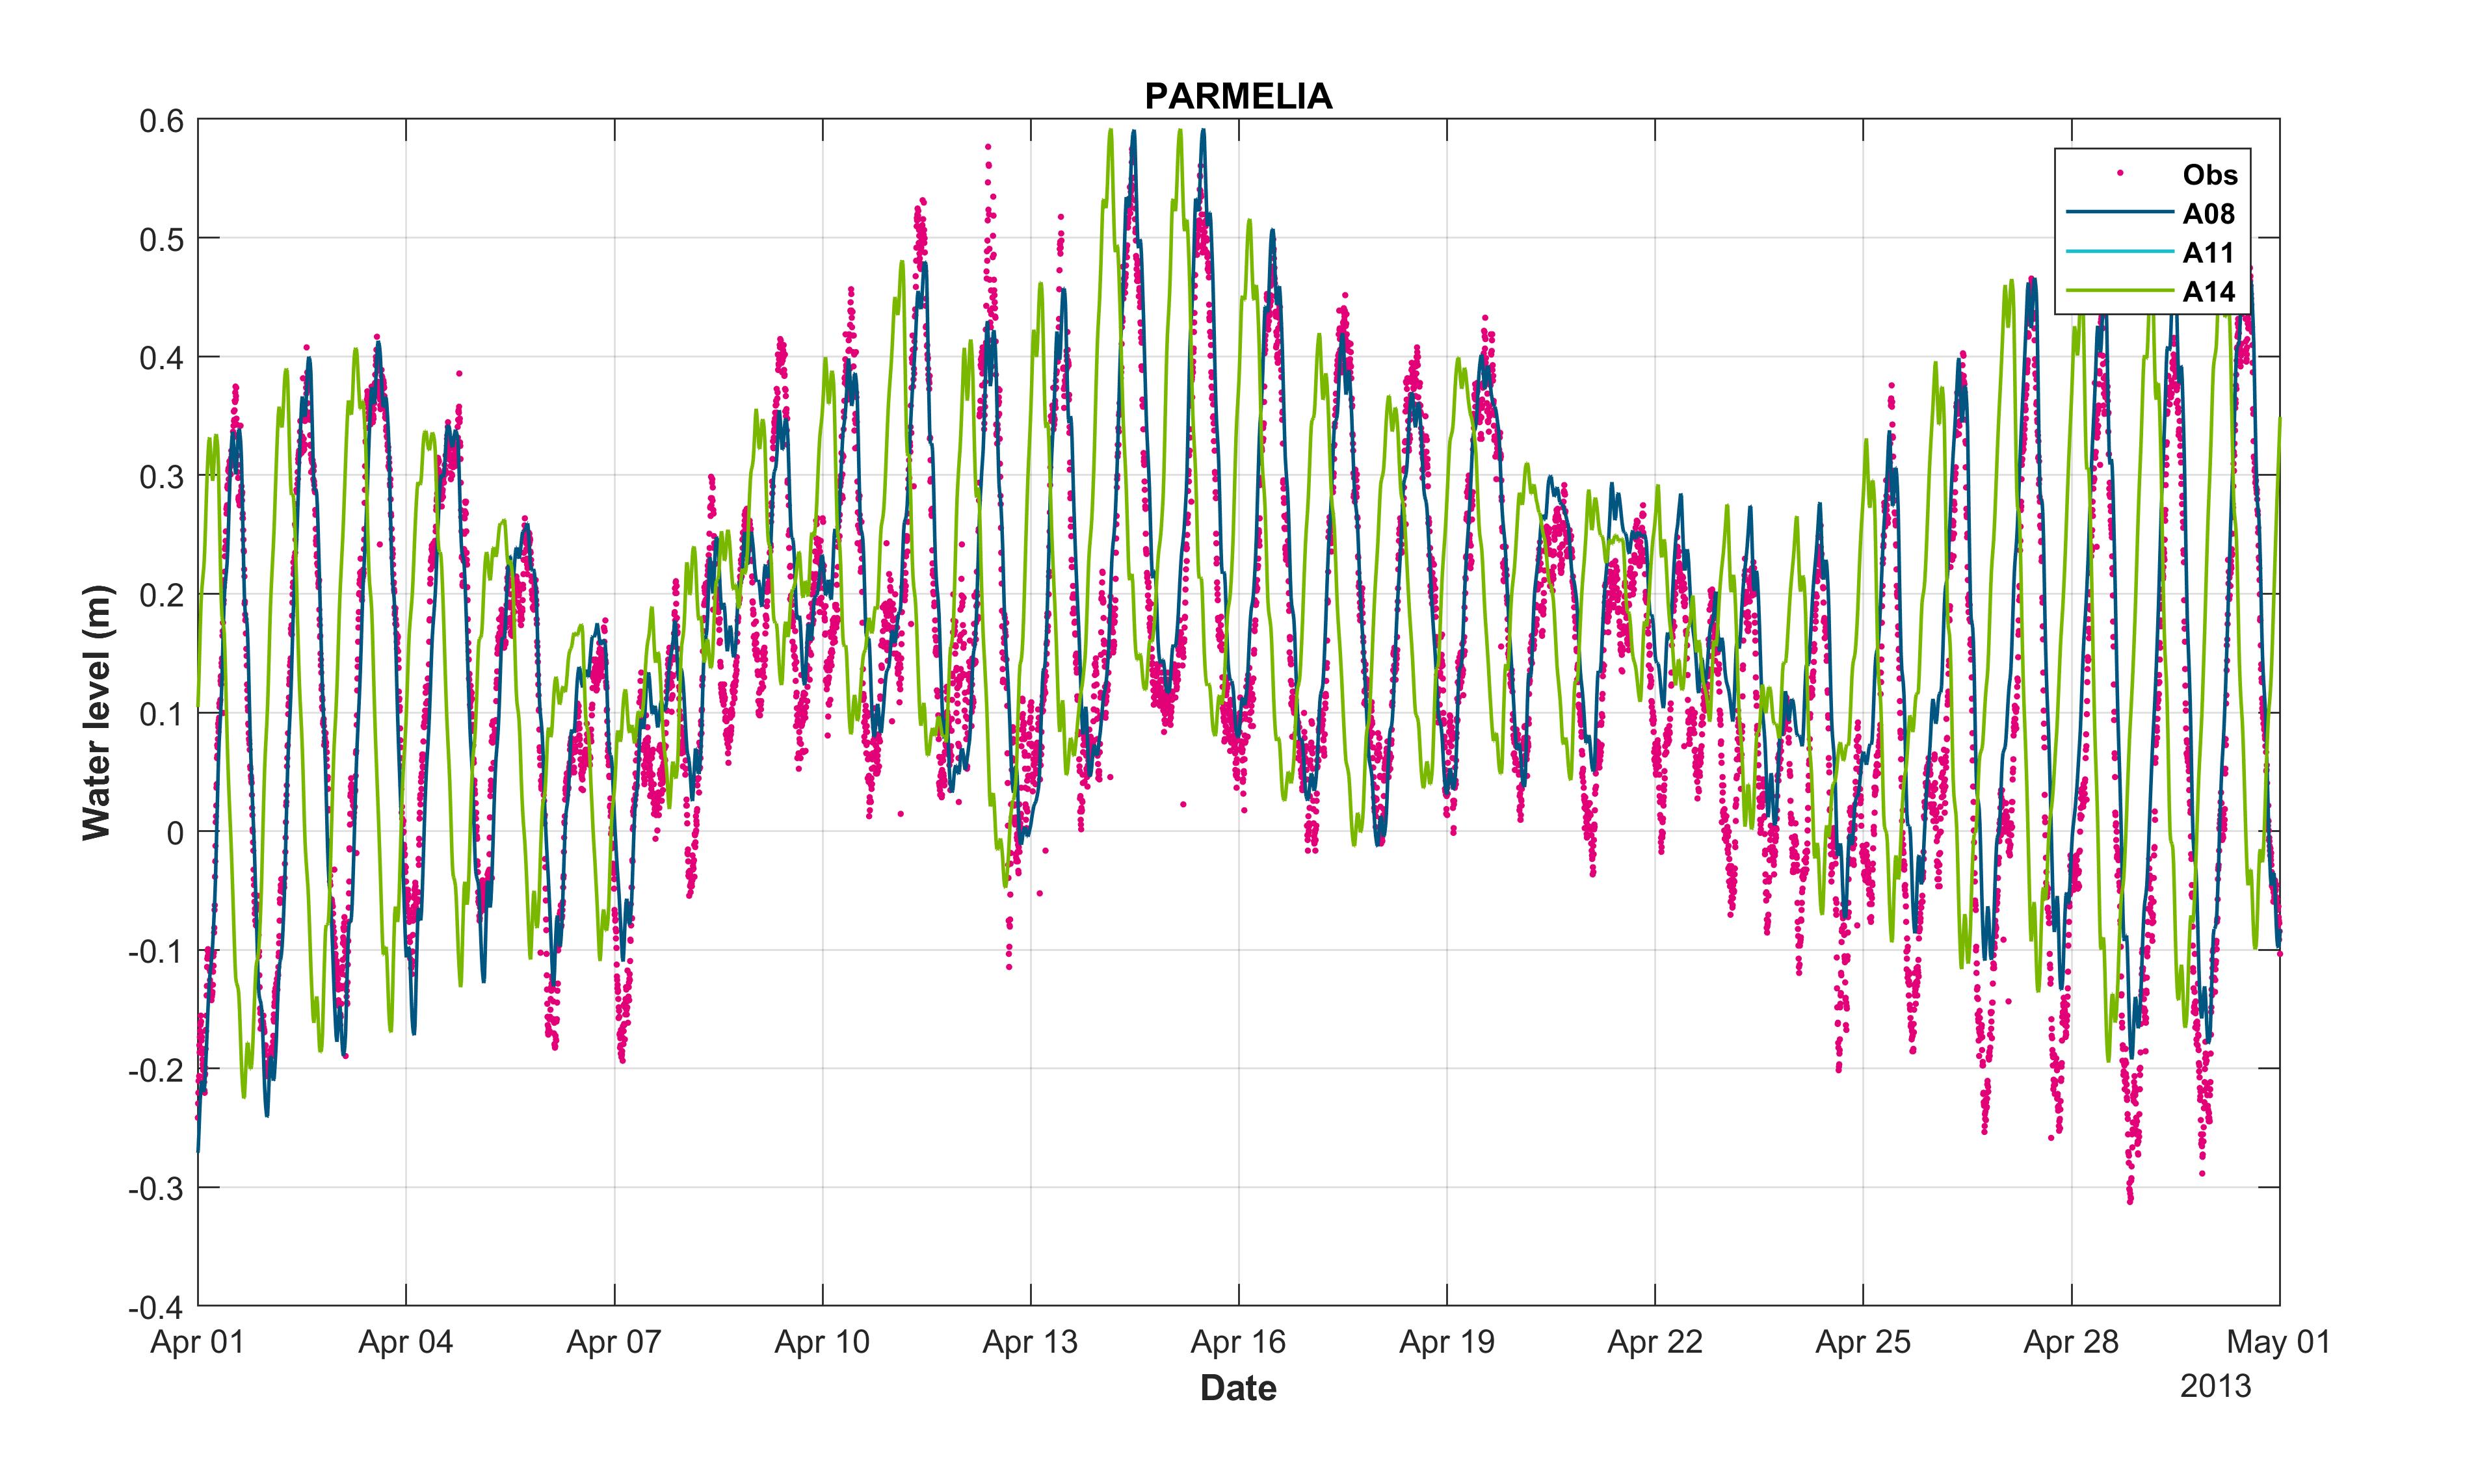 PARMELIA
0.6
0.5
0.4
0.3
0.2
0.1
0
-0.1
-0.2
-0.3
-0.4
Water level (m)
Obs
A08
A11
A14
Apr 01 Apr 04 Apr 07 Apr 10 Apr 13 Apr 16 Apr 19 Apr 22 Apr 25 Apr 28 May 01
Date
2013